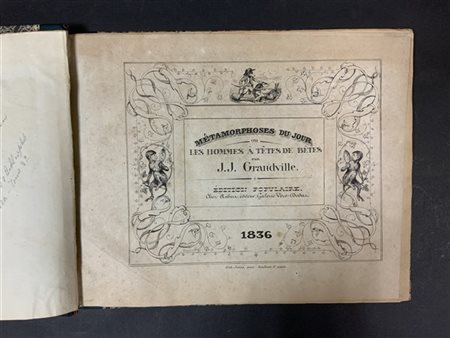 MÉTAMORPHOSES DU JOUR
OU
LES HOMMES À TÊTES DE BÊTES
PAR
J. J. Grandville.
ÉDITION POPULAIRE.
Chez Aubert, éditeur Galerie Véro-Dodat.
1836